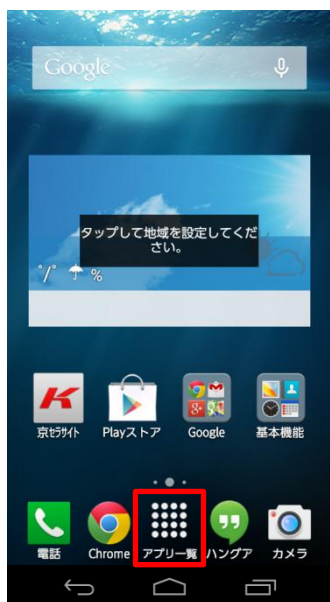 Google
タップして地域を設定してくだ
さい。
°/° %
K
京セラサイト Playストア Google 基本機能
電話 Chrome アプリ一覧 ハングア カメラ